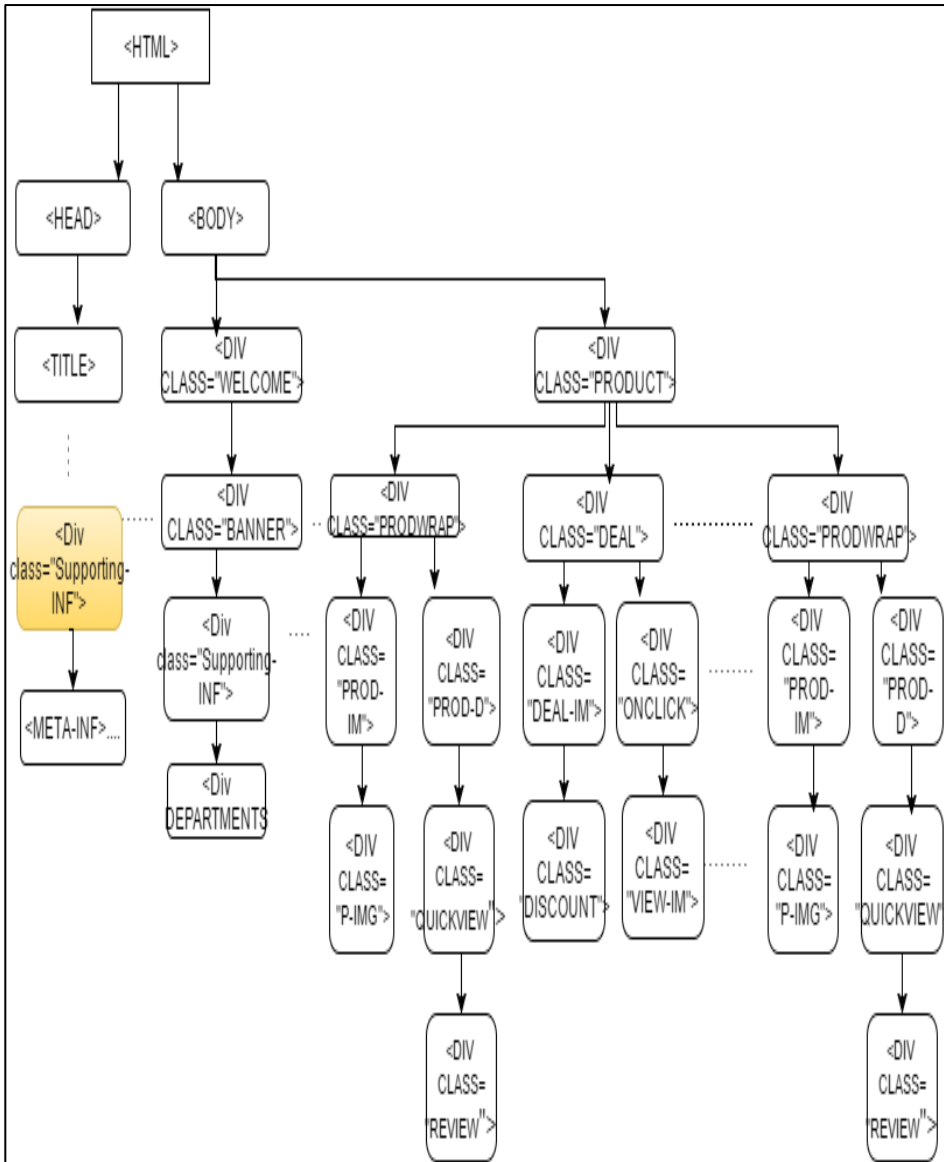 <HTML>
<HEAD>
<BODY>
<TITLE>
<DIV
CLASS="WELCOME">
<DIV
CLASS="PRODUCT">
<Div
class="Supporting-
INF">
<DIV
CLASS="BANNER">
<DIV
CLASS="PRODWRAP">
<DIV
CLASS="DEAL">
<DIV
CLASS="PRODWRAP">
<META-INF>....
<Div
class="Supporting-
INF">
<DIV
CLASS=
"PROD-
IM">
<DIV
CLASS=
"PROD-D">
<DIV
CLASS=
"DEAL-IM">
<DIV
CLASS=
"ONCLICK">
<DIV
CLASS=
"PROD-
IM">
<DIV
CLASS=
"PROD-
D">
<Div
DEPARTMENTS
<DIV
CLASS=
"P-IMG">
<DIV
CLASS=
"QUICKVIEW">
<DIV
CLASS=
"DISCOUNT">
<DIV
CLASS=
"VIEW-IM">
<DIV
CLASS=
"P-IMG">
<DIV
CLASS=
"QUICKVIEW"
<DIV
CLASS=
"REVIEW">
<DIV
CLASS=
"REVIEW">